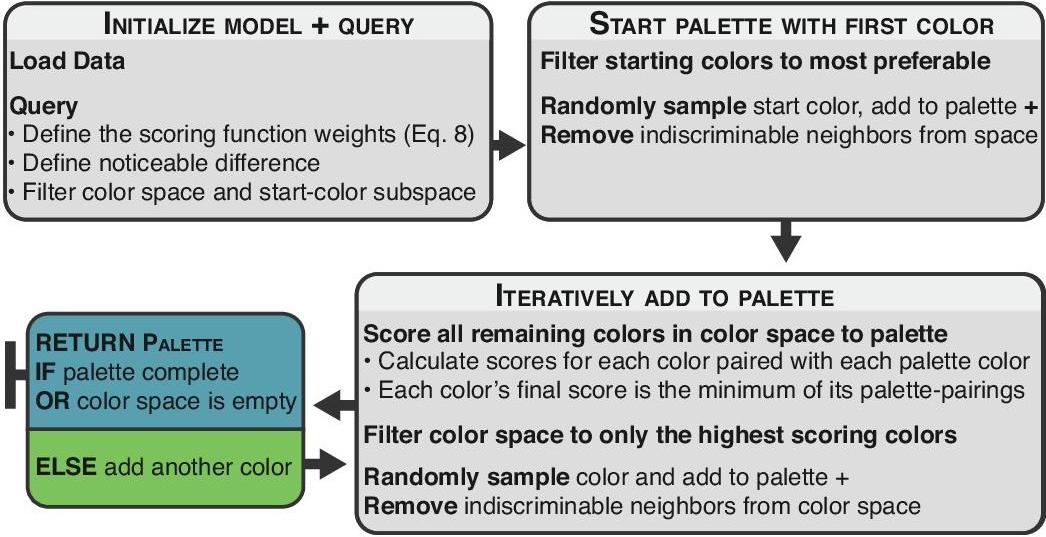 INITIALIZE MODEL + QUERY
Load Data
Query
• Define the scoring function weights (Eq. 8)
• Define noticeable difference
• Filter color space and start-color subspace
START PALETTE WITH FIRST COLOR
Filter starting colors to most preferable
Randomly sample start color, add to palette +
Remove indiscriminable neighbors from space
ITERATIVELY ADD TO PALETTE
Score all remaining colors in color space to palette
• Calculate scores for each color paired with each palette color
• Each color's final score is the minimum of its palette-pairings
Filter color space to only the highest scoring colors
Randomly sample color and add to palette +
Remove indiscriminable neighbors from color space
RETURN PALETTE
IF palette complete
OR color space is empty
ELSE add another color